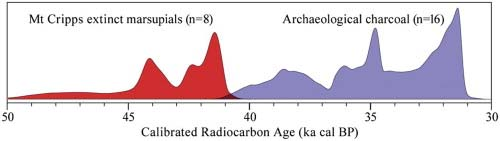 Mt Cripps extinct marsupials (n=8) Archaeological charcoal (n=16)
50 45 40 35 30
Calibrated Radiocarbon Age (ka cal BP)